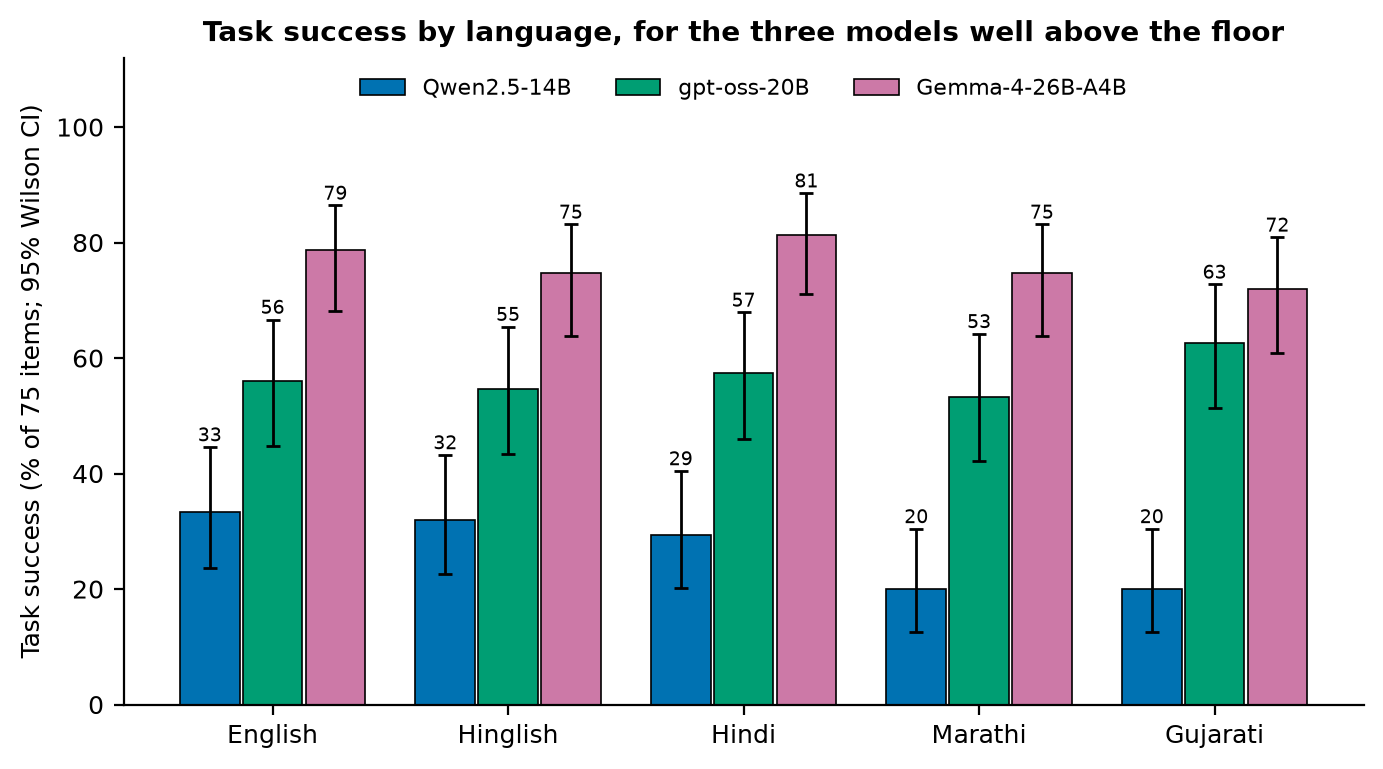 Task success by language, for the three models well above the floor
Qwen2.5-14B gpt-oss-20B Gemma-4-26B-A4B
Task success (% of 75 items; 95% Wilson CI)
100
80
60
40
20
0
33 56 79
32 55 75
29 57 81
20 53 75
20 63 72
English Hinglish Hindi Marathi Gujarati